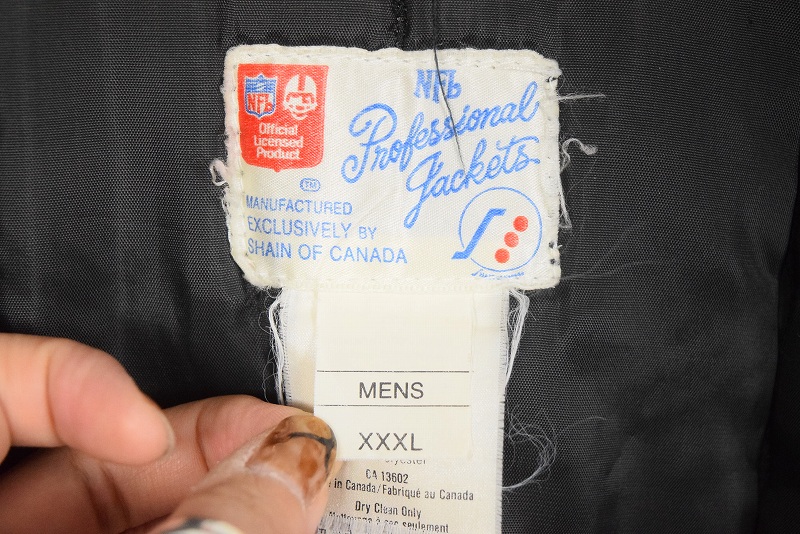 NFL
Official
Licensed
Product
TM
NFL
Professional
Jackets
MANUFACTURED
EXCLUSIVELY BY
SHAIN OF CANADA
MENS
XXXL
CA 13602
in Canada/Fabriqué au Canada
Dry Clean Only